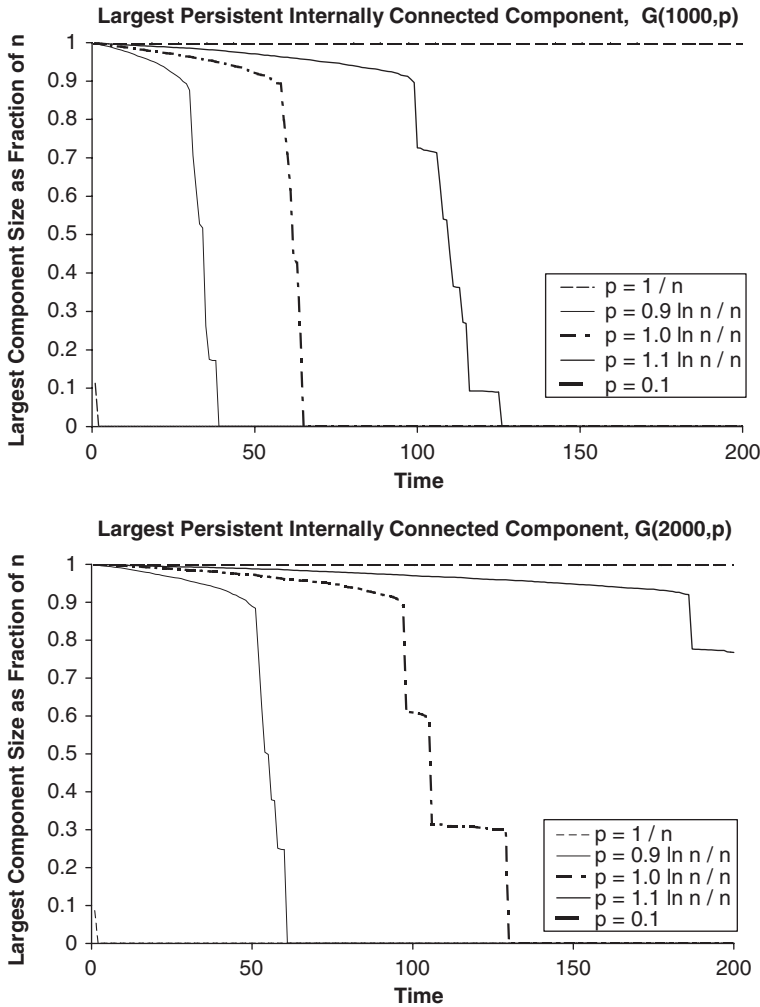 Largest Persistent Internally Connected Component, G(1000,p)
Largest Component Size as Fraction of n
1
0.9
0.8
0.7
0.6
0.5
0.4
0.3
0.2
0.1
0
p = 1 / n
p = 0.9 ln n / n
p = 1.0 ln n / n
p = 1.1 ln n / n
p = 0.1
0 50 100 150 200
Time
Largest Persistent Internally Connected Component, G(2000,p)
Largest Component Size as Fraction of n
1
0.9
0.8
0.7
0.6
0.5
0.4
0.3
0.2
0.1
0
p = 1 / n
p = 0.9 ln n / n
p = 1.0 ln n / n
p = 1.1 ln n / n
p = 0.1
0 50 100 150 200
Time